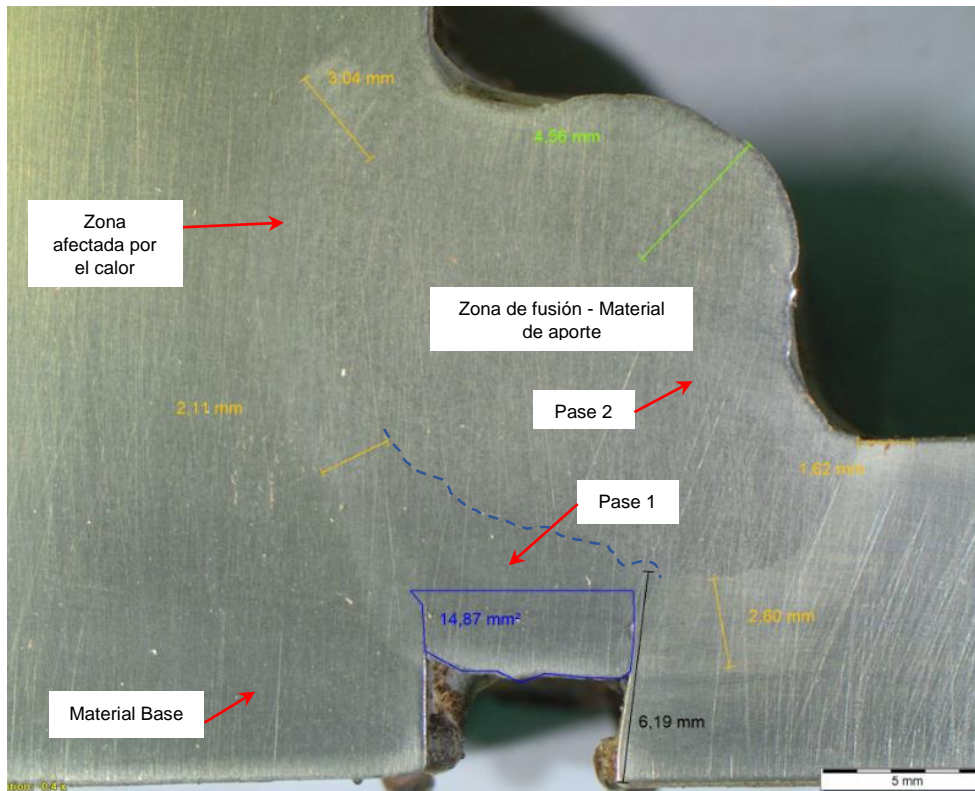 3,04 mm
4,56 mm
Zona
afectada por
el calor
Zona de fusión - Material
de aporte
2,11 mm
Pase 2
1,62 mm
Pase 1
14,87 mm²
2,60 mm
Material Base
6,19 mm
5 mm